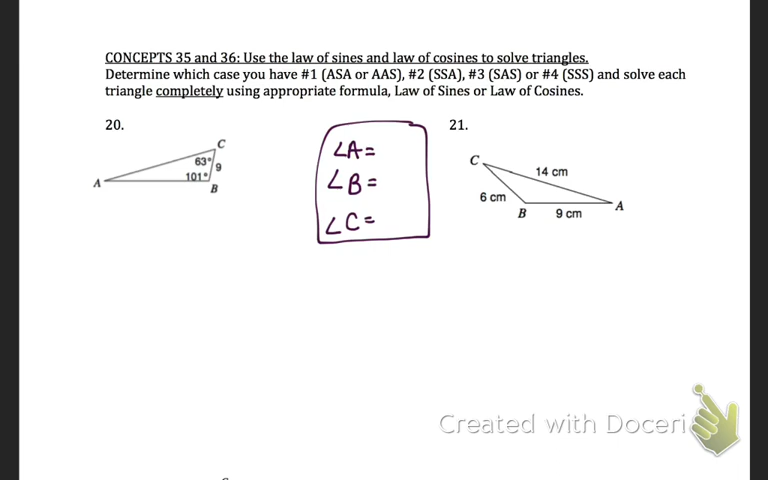 CONCEPTS 35 and 36: Use the law of sines and law of cosines to solve triangles.
Determine which case you have #1 (ASA or AAS), #2 (SSA), #3 (SAS) or #4 (SSS) and solve each
triangle completely using appropriate formula, Law of Sines or Law of Cosines.
20.
C
63°
9
101°
A
B
∠A=
∠B=
∠C=
21.
C
14 cm
6 cm
A
B
9 cm
Created with Doceri